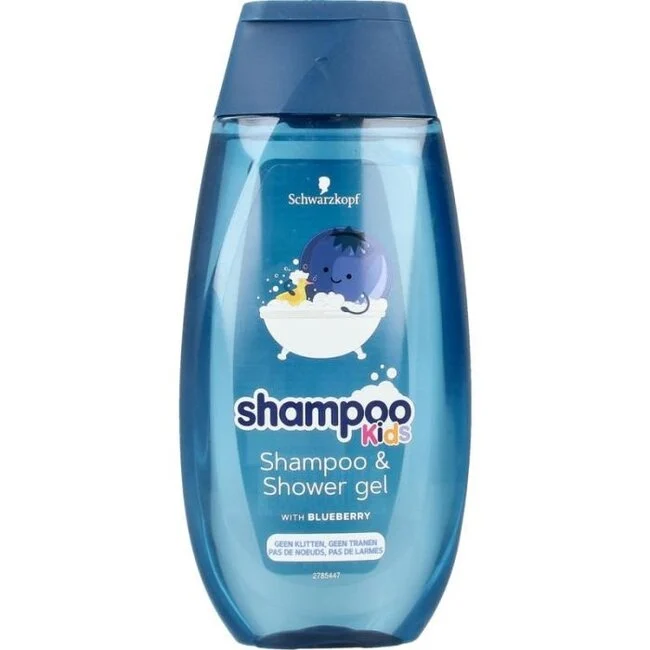 Schwarzkopf
shampoo
Kids
Shampoo &
Shower gel
WITH BLUEBERRY
GEEN KLITTEN, GEEN TRANEN
PAS DE NOEUDS, PAS DE LARMES
2785447